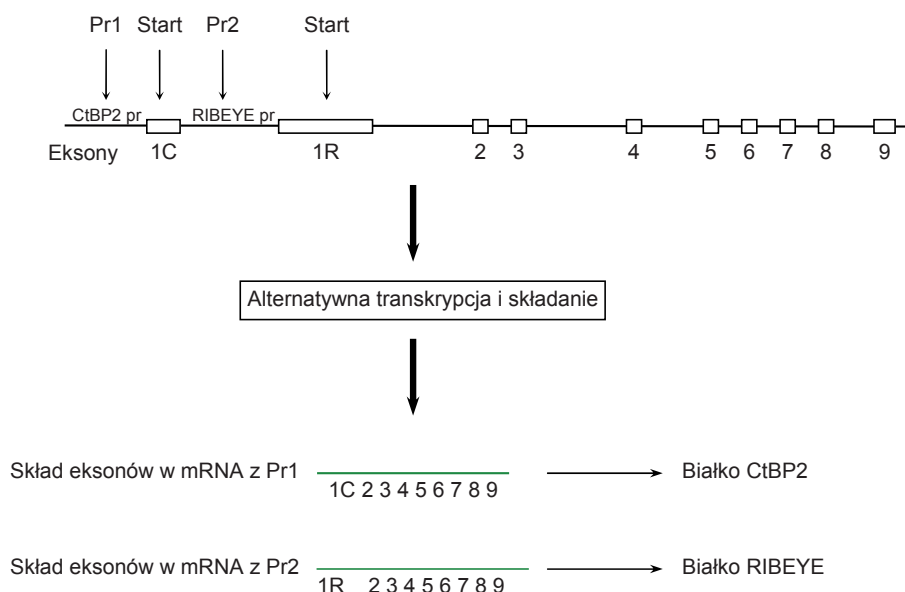 Pr1 Start Pr2 Start
CtBP2 pr RIBEYE pr
Eksony 1C 1R 2 3 4 5 6 7 8 9
Alternatywna transkrypcja i składanie
Skład eksonów w mRNA z Pr1 Białko CtBP2
1C 2 3 4 5 6 7 8 9
Skład eksonów w mRNA z Pr2 Białko RIBEYE
1R 2 3 4 5 6 7 8 9